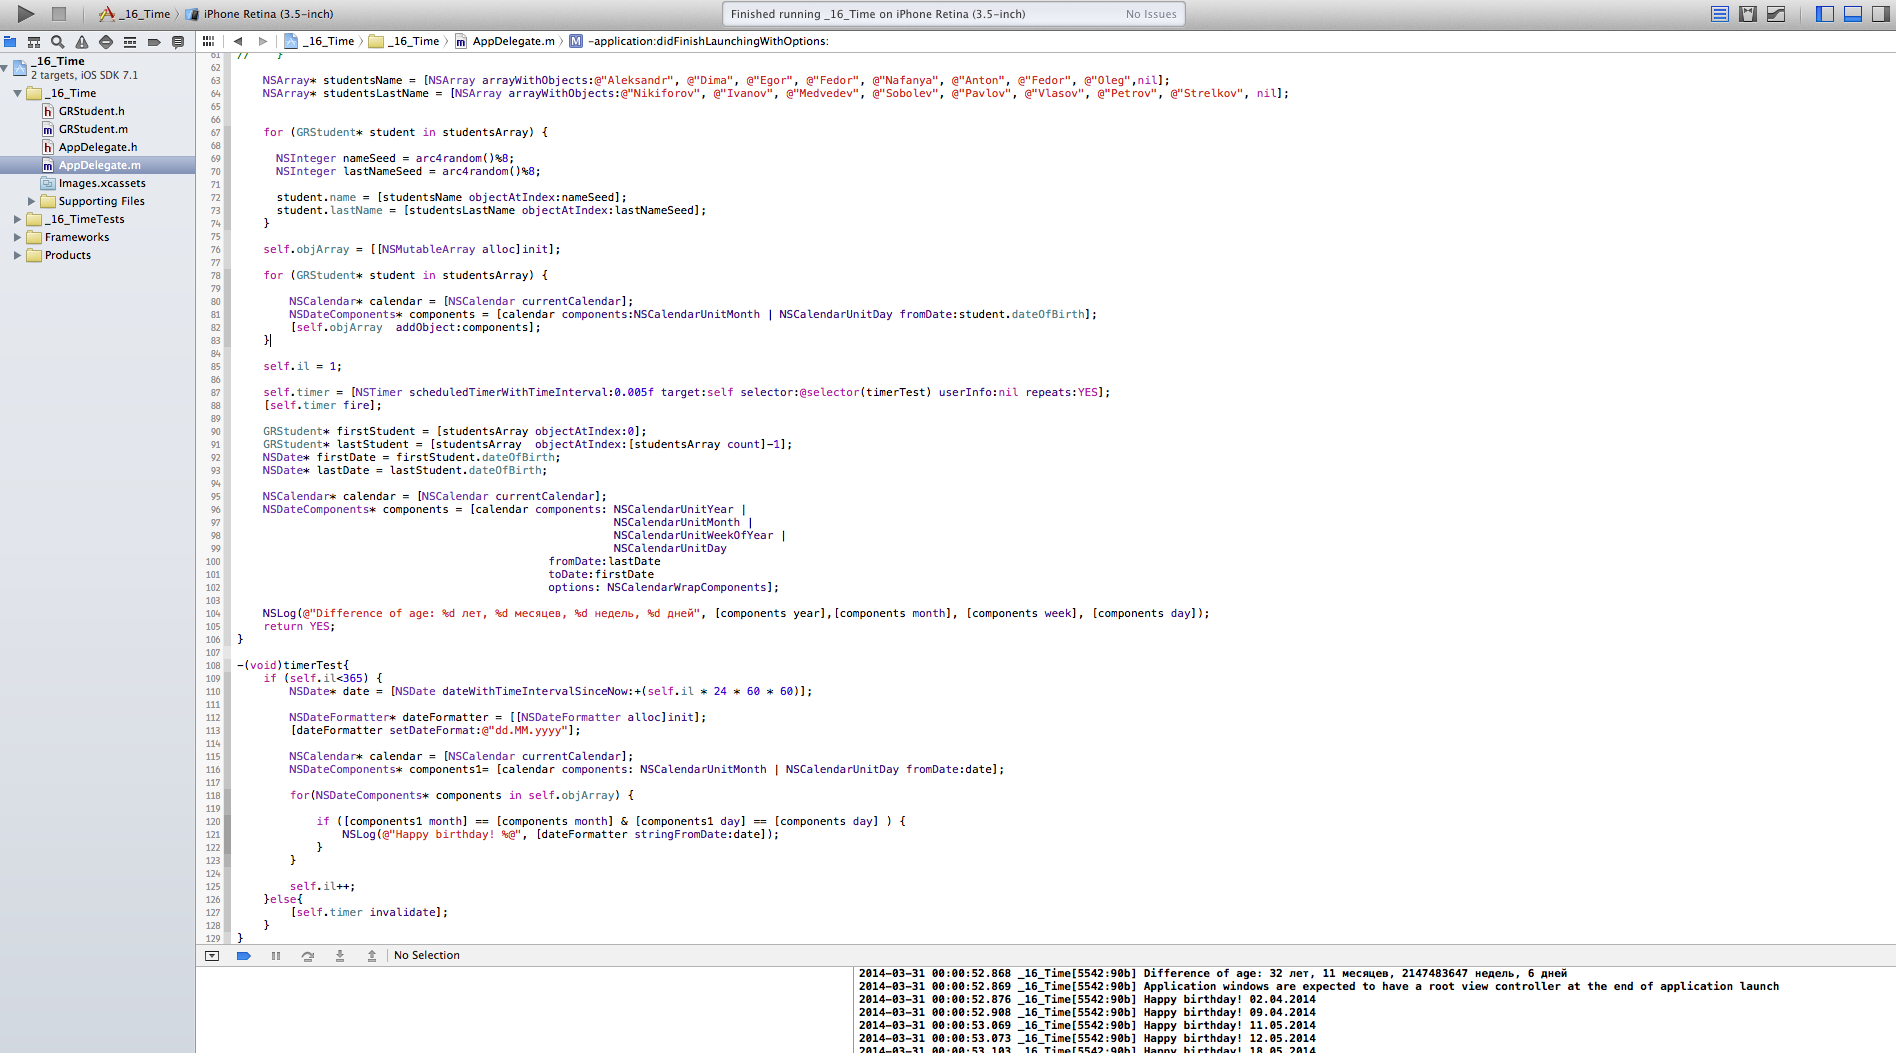 _16_Time 〉 iPhone Retina (3.5-inch)
Finished running _16_Time on iPhone Retina (3.5-inch) No Issues
_16_Time 〉 _16_Time 〉 AppDelegate.m 〉 M -application:didFinishLaunchingWithOptions:
_16_Time
2 targets, iOS SDK 7.1
_16_Time
h GRStudent.h
m GRStudent.m
h AppDelegate.h
m AppDelegate.m
Images.xcassets
Supporting Files
_16_TimeTests
Frameworks
Products
61 // }
62
63 NSArray* studentsName = [NSArray arrayWithObjects:@"Aleksandr", @"Dima", @"Egor", @"Fedor", @"Nafanya", @"Anton", @"Fedor", @"Oleg",nil];
64 NSArray* studentsLastName = [NSArray arrayWithObjects:@"Nikiforov", @"Ivanov", @"Medvedev", @"Sobolev", @"Pavlov", @"Vlasov", @"Petrov", @"Strelkov", nil];
65
66
67 for (GRStudent* student in studentsArray) {
68
69 NSInteger nameSeed = arc4random()%8;
70 NSInteger lastNameSeed = arc4random()%8;
71
72 student.name = [studentsName objectAtIndex:nameSeed];
73 student.lastName = [studentsLastName objectAtIndex:lastNameSeed];
74 }
75
76 self.objArray = [[NSMutableArray alloc]init];
77
78 for (GRStudent* student in studentsArray) {
79
80 NSCalendar* calendar = [NSCalendar currentCalendar];
81 NSDateComponents* components = [calendar components:NSCalendarUnitMonth | NSCalendarUnitDay fromDate:student.dateOfBirth];
82 [self.objArray addObject:components];
83 }
84
85 self.il = 1;
86
87 self.timer = [NSTimer scheduledTimerWithTimeInterval:0.005f target:self selector:@selector(timerTest) userInfo:nil repeats:YES];
88 [self.timer fire];
89
90 GRStudent* firstStudent = [studentsArray objectAtIndex:0];
91 GRStudent* lastStudent = [studentsArray objectAtIndex:[studentsArray count]-1];
92 NSDate* firstDate = firstStudent.dateOfBirth;
93 NSDate* lastDate = lastStudent.dateOfBirth;
94
95 NSCalendar* calendar = [NSCalendar currentCalendar];
96 NSDateComponents* components = [calendar components: NSCalendarUnitYear |
97 NSCalendarUnitMonth |
98 NSCalendarUnitWeekOfYear |
99 NSCalendarUnitDay
100 fromDate:lastDate
101 toDate:firstDate
102 options: NSCalendarWrapComponents];
103
104 NSLog(@"Difference of age: %d лет, %d месяцев, %d недель, %d дней", [components year],[components month], [components week], [components day]);
105 return YES;
106 }
107
108 -(void)timerTest{
109 if (self.il<365) {
110 NSDate* date = [NSDate dateWithTimeIntervalSinceNow:+(self.il * 24 * 60 * 60)];
111
112 NSDateFormatter* dateFormatter = [[NSDateFormatter alloc]init];
113 [dateFormatter setDateFormat:@"dd.MM.yyyy"];
114
115 NSCalendar* calendar = [NSCalendar currentCalendar];
116 NSDateComponents* components1= [calendar components: NSCalendarUnitMonth | NSCalendarUnitDay fromDate:date];
117
118 for(NSDateComponents* components in self.objArray) {
119
120 if ([components1 month] == [components month] & [components1 day] == [components day] ) {
121 NSLog(@"Happy birthday! %@", [dateFormatter stringFromDate:date]);
122 }
123 }
124
125 self.il++;
126 }else{
127 [self.timer invalidate];
128 }
129 }
No Selection
2014-03-31 00:00:52.868 _16_Time[5542:90b] Difference of age: 32 лет, 11 месяцев, 2147483647 недель, 6 дней
2014-03-31 00:00:52.869 _16_Time[5542:90b] Application windows are expected to have a root view controller at the end of application launch
2014-03-31 00:00:52.876 _16_Time[5542:90b] Happy birthday! 02.04.2014
2014-03-31 00:00:52.908 _16_Time[5542:90b] Happy birthday! 09.04.2014
2014-03-31 00:00:53.069 _16_Time[5542:90b] Happy birthday! 11.05.2014
2014-03-31 00:00:53.073 _16_Time[5542:90b] Happy birthday! 12.05.2014
2014-03-31 00:00:53.103 _16_Time[5542:90b] Happy birthday! 18.05.2014